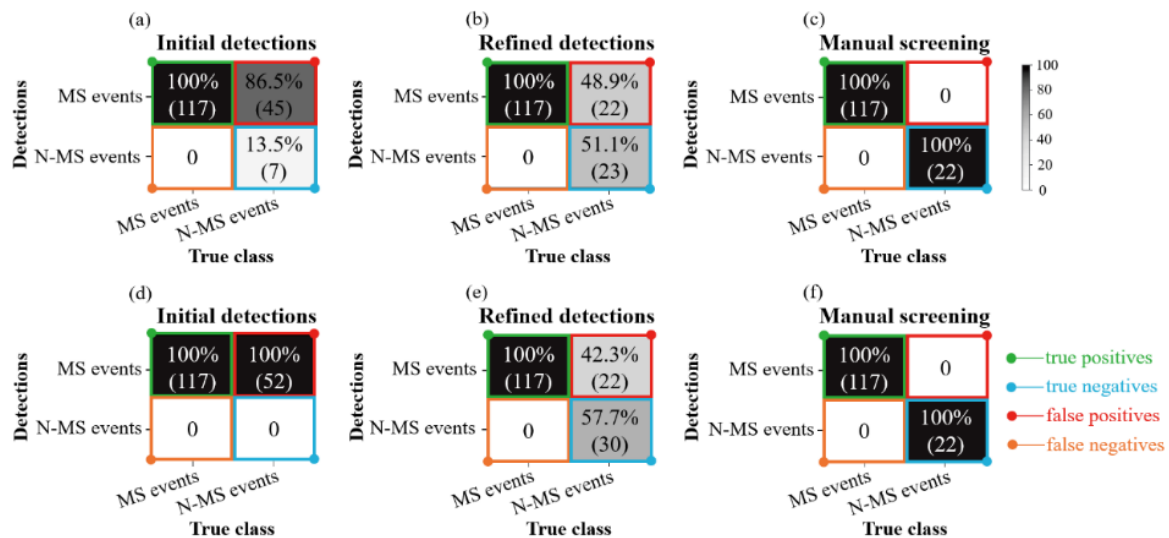 (a)
Initial detections
Detections
MS events
N-MS events
100%
(117)
86.5%
(45)
0
13.5%
(7)
MS events
N-MS events
True class
(b)
Refined detections
Detections
MS events
N-MS events
100%
(117)
48.9%
(22)
0
51.1%
(23)
MS events
N-MS events
True class
(c)
Manual screening
Detections
MS events
N-MS events
100%
(117)
0
0
100%
(22)
MS events
N-MS events
True class
100
80
60
40
20
0
(d)
Initial detections
Detections
MS events
N-MS events
100%
(117)
100%
(52)
0
0
MS events
N-MS events
True class
(e)
Refined detections
Detections
MS events
N-MS events
100%
(117)
42.3%
(22)
0
57.7%
(30)
MS events
N-MS events
True class
(f)
Manual screening
Detections
MS events
N-MS events
100%
(117)
0
0
100%
(22)
MS events
N-MS events
True class
true positives
true negatives
false positives
false negatives